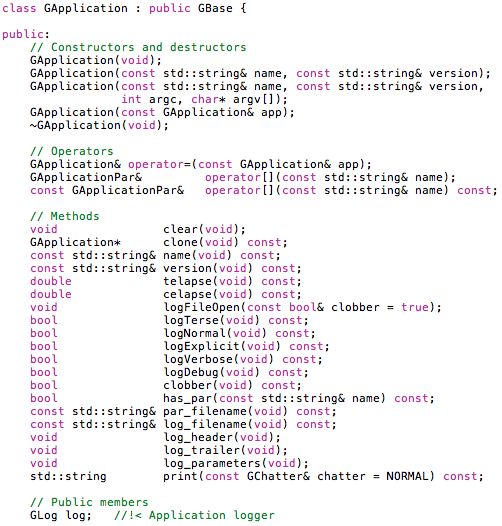 class GApplication : public GBase {

public:
    // Constructors and destructors
    GApplication(void);
    GApplication(const std::string& name, const std::string& version);
    GApplication(const std::string& name, const std::string& version,
                 int argc, char* argv[]);
    GApplication(const GApplication& app);
    ~GApplication(void);

    // Operators
    GApplication& operator=(const GApplication& app);
    GApplicationPar&       operator[](const std::string& name);
    const GApplicationPar& operator[](const std::string& name) const;

    // Methods
    void               clear(void);
    GApplication*      clone(void) const;
    const std::string& name(void) const;
    const std::string& version(void) const;
    double             telapse(void) const;
    double             celapse(void) const;
    void               logFileOpen(const bool& clobber = true);
    bool               logTerse(void) const;
    bool               logNormal(void) const;
    bool               logExplicit(void) const;
    bool               logVerbose(void) const;
    bool               logDebug(void) const;
    bool               clobber(void) const;
    bool               has_par(const std::string& name) const;
    const std::string& par_filename(void) const;
    const std::string& log_filename(void) const;
    void               log_header(void);
    void               log_trailer(void);
    void               log_parameters(void);
    std::string        print(const GChatter& chatter = NORMAL) const;

    // Public members
    GLog log;   //!< Application logger